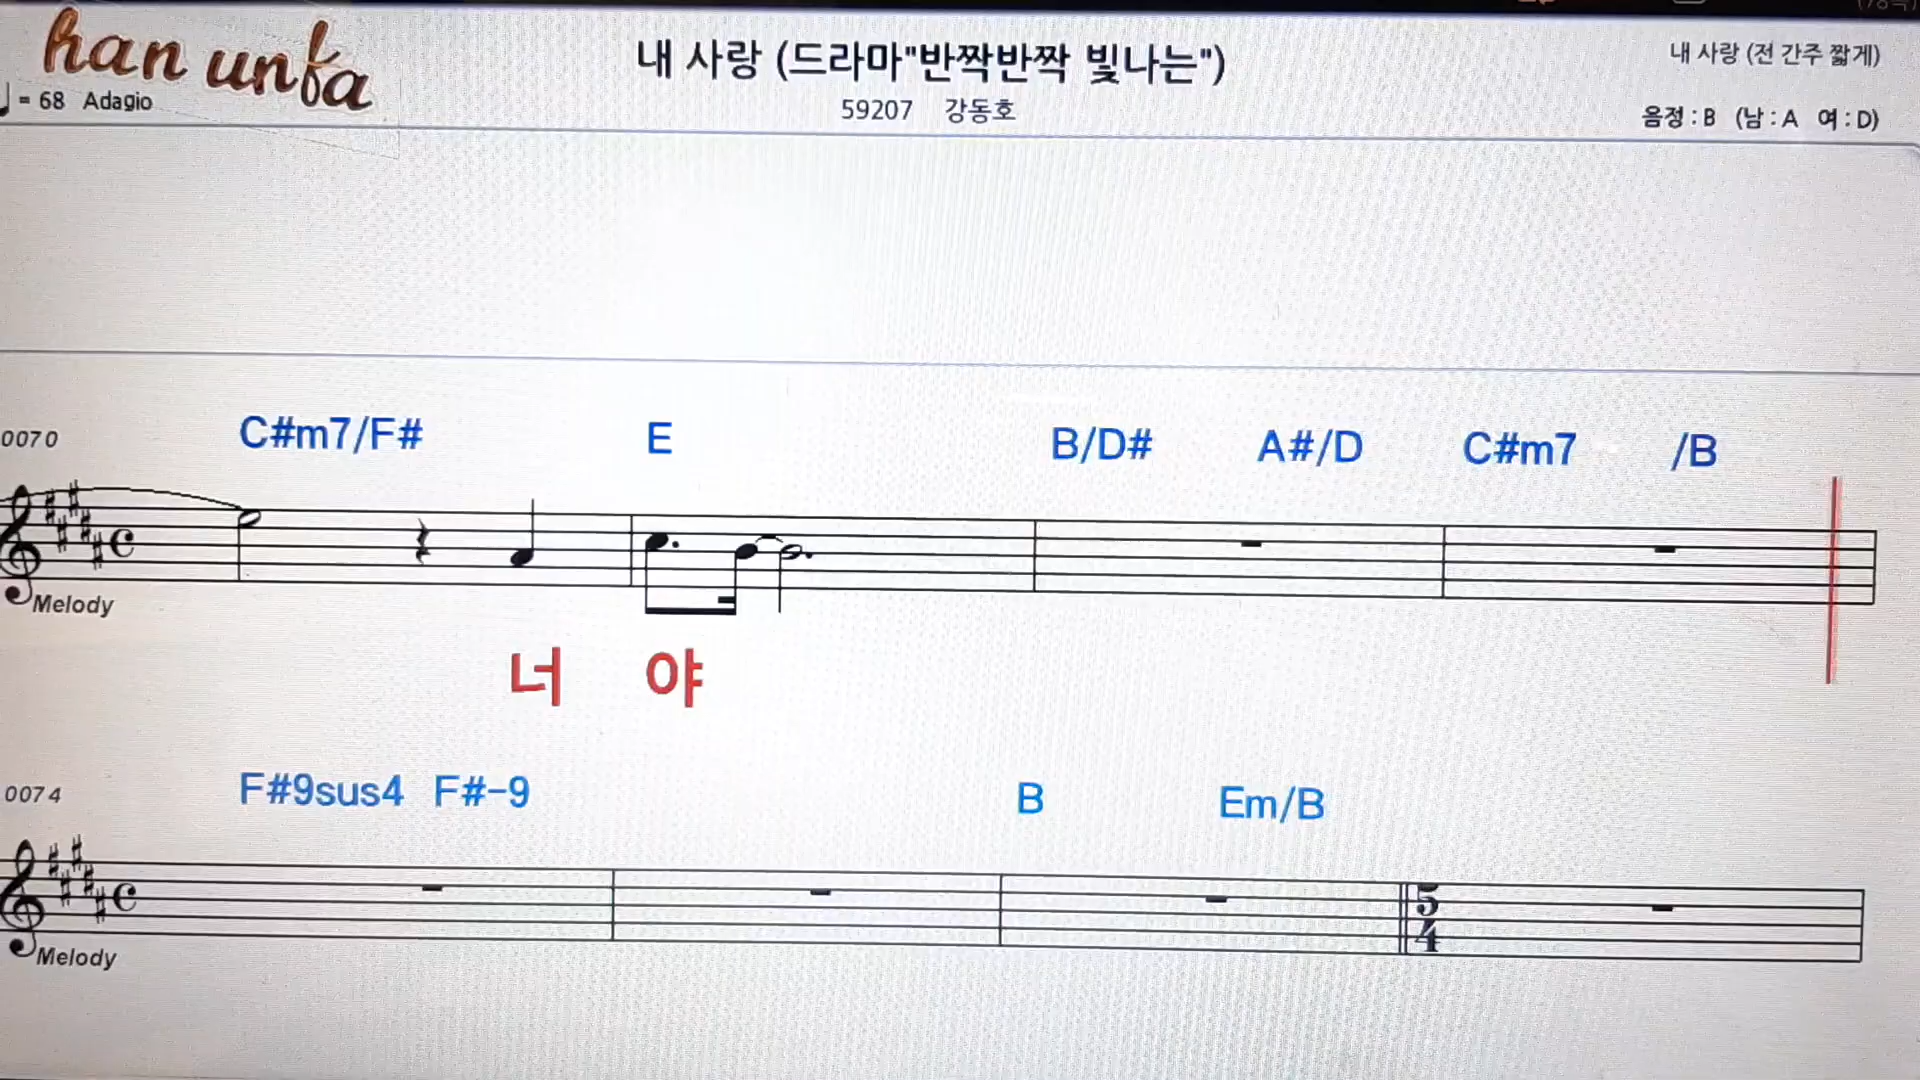 han unfa
♩= 68 Adagio
내 사랑 (드라마"반짝반짝 빛나는")
59207 강동호
내 사랑 (전 간주 짧게)
음정 : B (남 : A 여 : D)
0070 C#m7/F# E B/D# A#/D C#m7 /B
Melody
너 야
0074 F#9sus4 F#-9 B Em/B
5
4
Melody